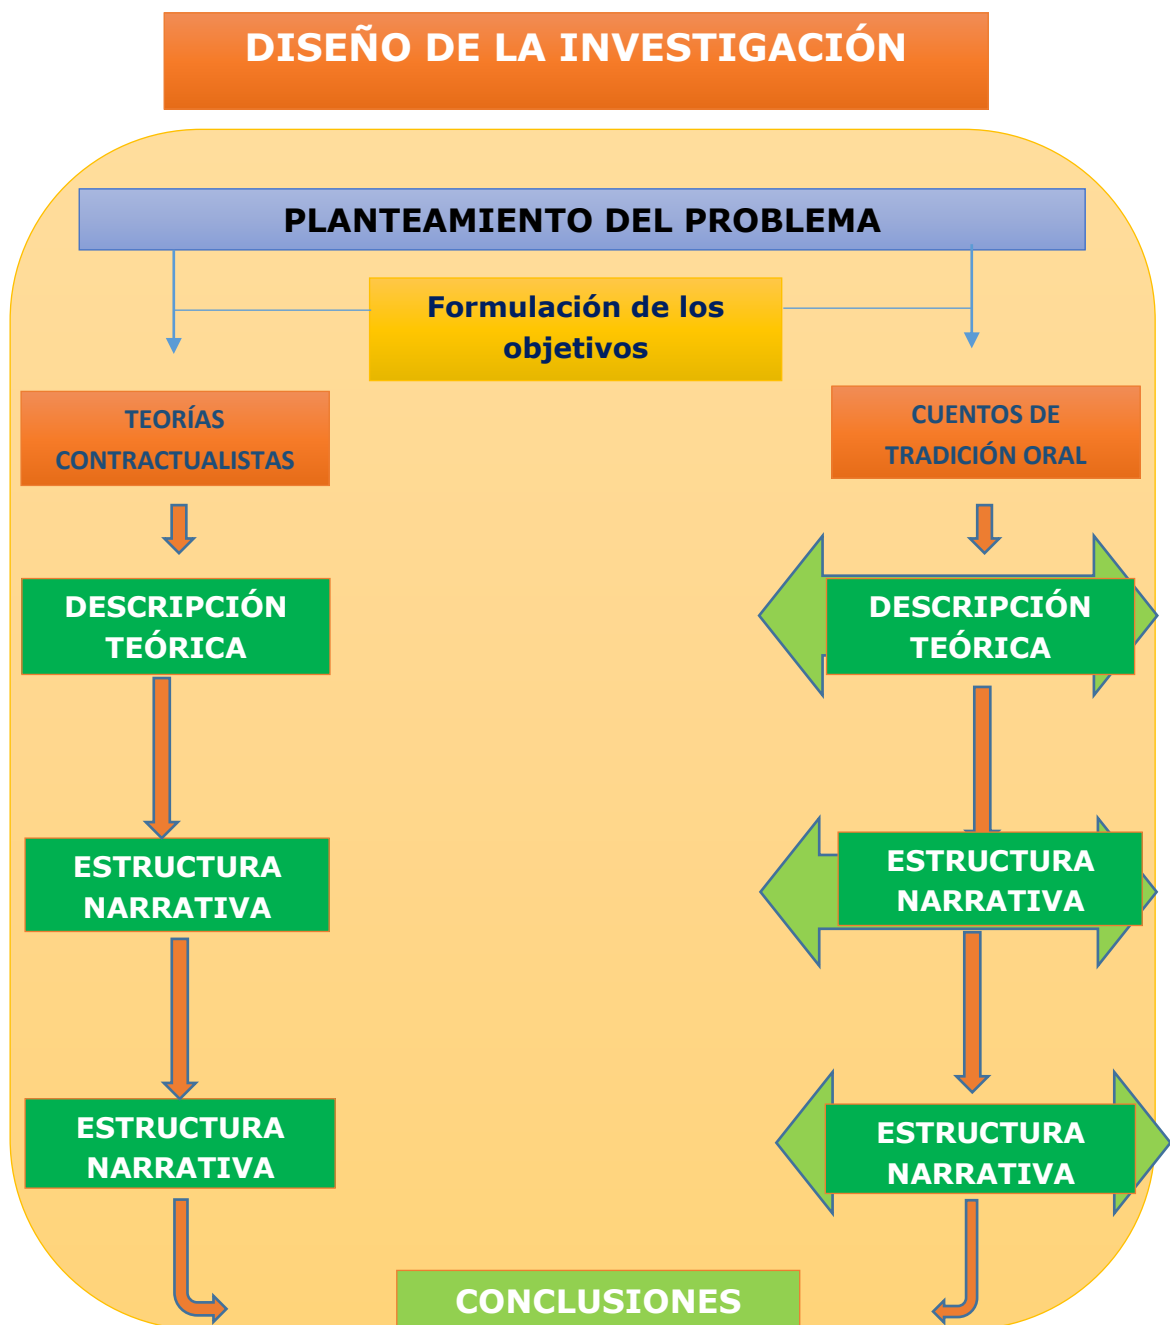 DISEÑO DE LA INVESTIGACIÓN
PLANTEAMIENTO DEL PROBLEMA
Formulación de los
objetivos
TEORÍAS
CONTRACTUALISTAS
CUENTOS DE
TRADICIÓN ORAL
DESCRIPCIÓN
TEÓRICA
DESCRIPCIÓN
TEÓRICA
ESTRUCTURA
NARRATIVA
ESTRUCTURA
NARRATIVA
ESTRUCTURA
NARRATIVA
ESTRUCTURA
NARRATIVA
CONCLUSIONES